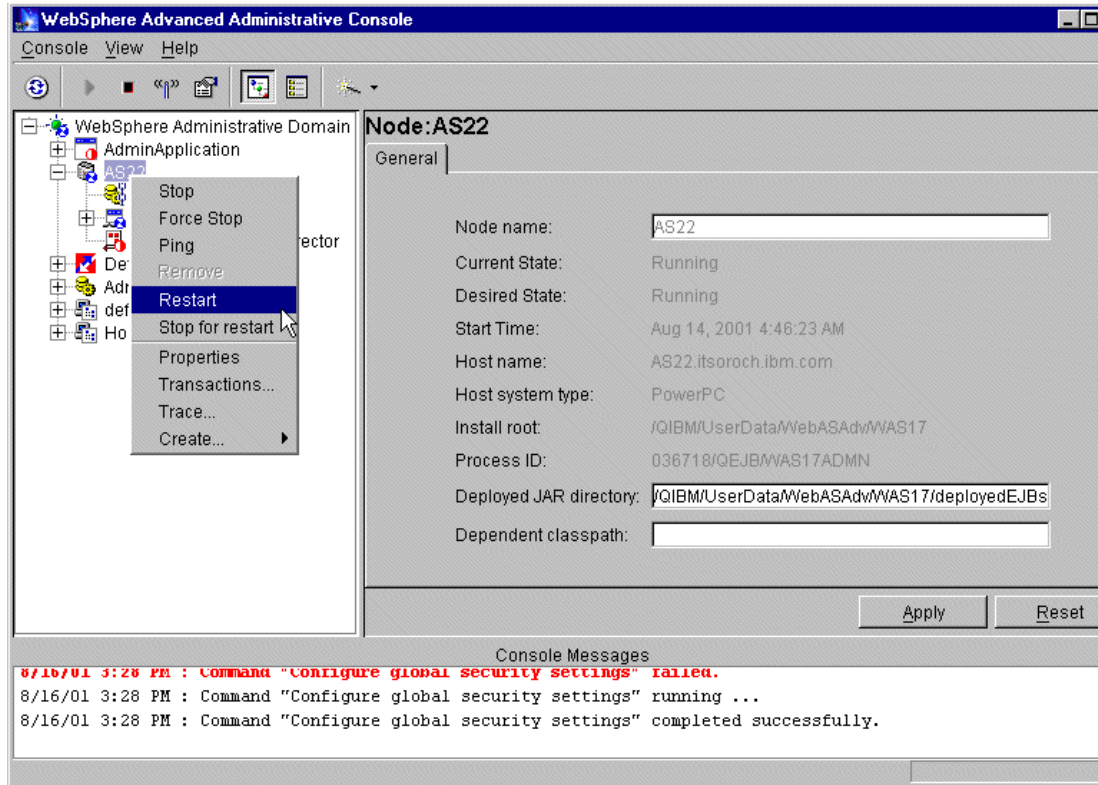 WebSphere Advanced Administrative Console
Console View Help
WebSphere Administrative Domain
AdminApplication
AS22
ector
De
Adr
def
Ho
Stop
Force Stop
Ping
Remove
Restart
Stop for restart
Properties
Transactions...
Trace...
Create...
Node:AS22
General
Node name: AS22
Current State: Running
Desired State: Running
Start Time: Aug 14, 2001 4:46:23 AM
Host name: AS22.itsoroch.ibm.com
Host system type: PowerPC
Install root: /QIBM/UserData/WebASAdv/WAS17
Process ID: 036718/QEJB/WAS17ADMN
Deployed JAR directory: /QIBM/UserData/WebASAdv/WAS17/deployedEJBs
Dependent classpath:
Apply Reset
Console Messages
8/16/01 3:28 PM : Command "Configure global security settings" failed.
8/16/01 3:28 PM : Command "Configure global security settings" running ...
8/16/01 3:28 PM : Command "Configure global security settings" completed successfully.